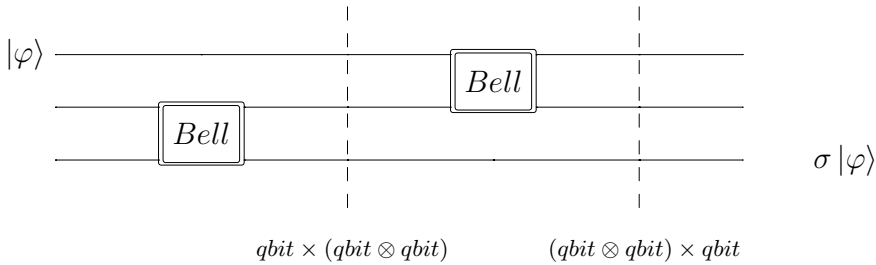 |φ⟩
Bell
Bell
σ |φ⟩
qbit × (qbit ⊗ qbit)
(qbit ⊗ qbit) × qbit